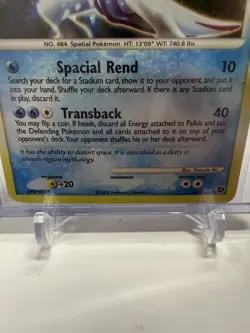 NO. 484 Spatial Pokémon HT: 13'09" WT: 740.8 lbs.
Spacial Rend 10
Search your deck for a Stadium card, show it to your opponent, and put it into your hand. Shuffle your deck afterward. If there is any Stadium card in play, discard it.
Transback 40
You may flip a coin. If heads, discard all Energy attached to Palkia and put the Defending Pokémon and all cards attached to it on top of your opponent's deck. Your opponent shuffles his or her deck afterward.
It has the ability to distort space. It is described as a deity in Sinnoh-region mythology.
weakness
+20
resistance